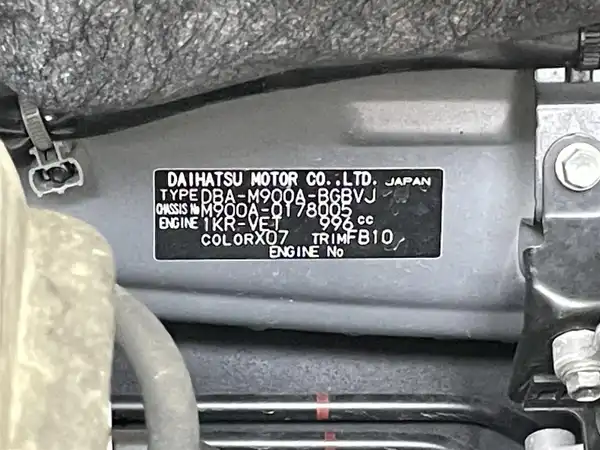 DAIHATSU MOTOR CO.,LTD. JAPAN
TYPE DBA-M900A-BGBVJ
CHASSIS No M900A-0178005
ENGINE 1KR-VET 996 cc
COLOR X07 TRIM FB10
ENGINE No